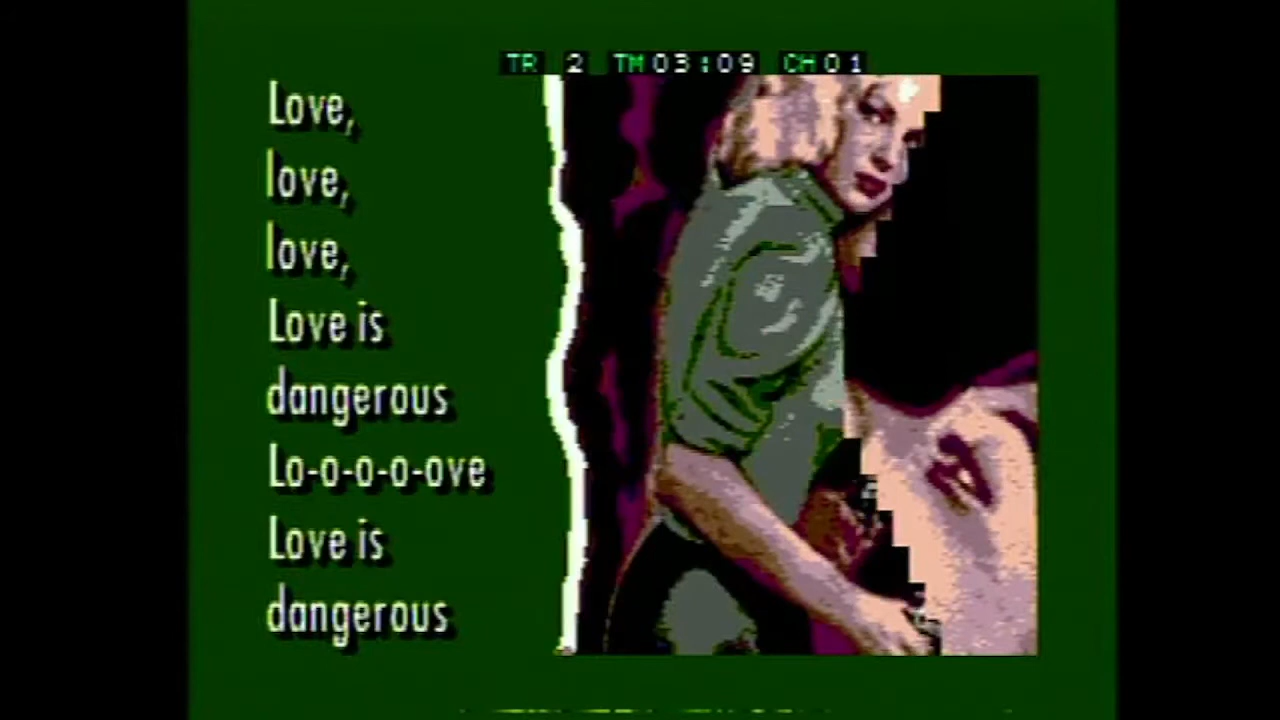 TR 2 TM03:09 CH01
Love,
love,
love,
Love is
dangerous
Lo-o-o-o-ove
Love is
dangerous